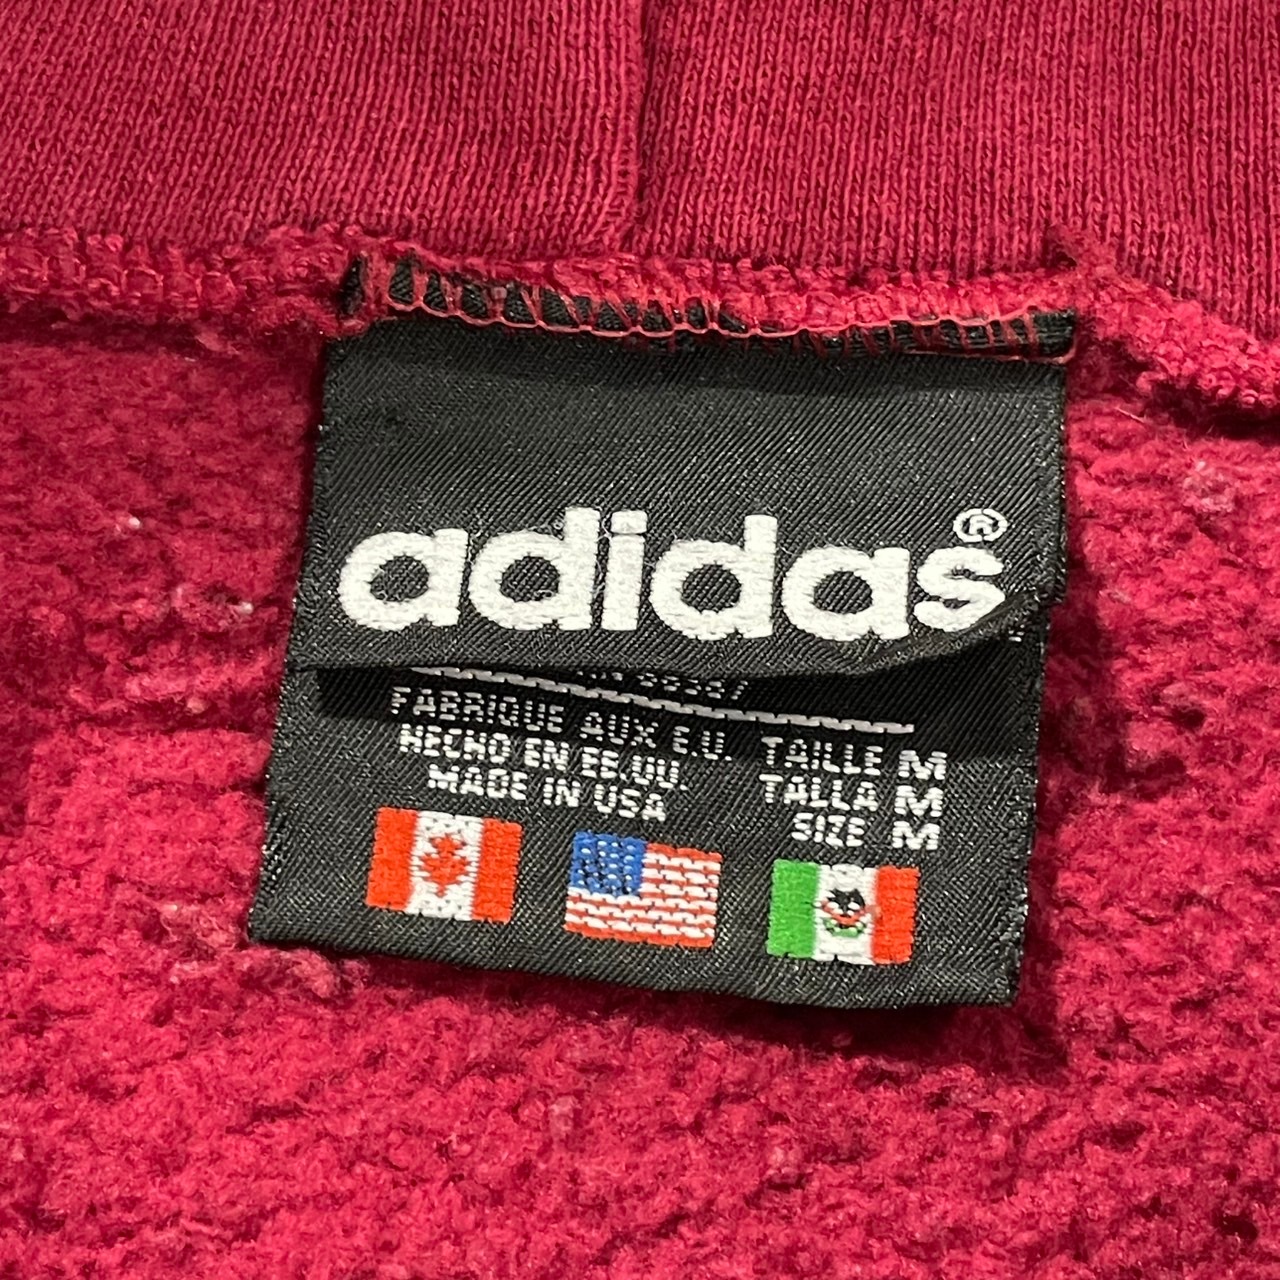 adidas®
FABRIQUE AUX E.U.
HECHO EN EE.UU.
MADE IN USA
TAILLE M
TALLA M
SIZE M